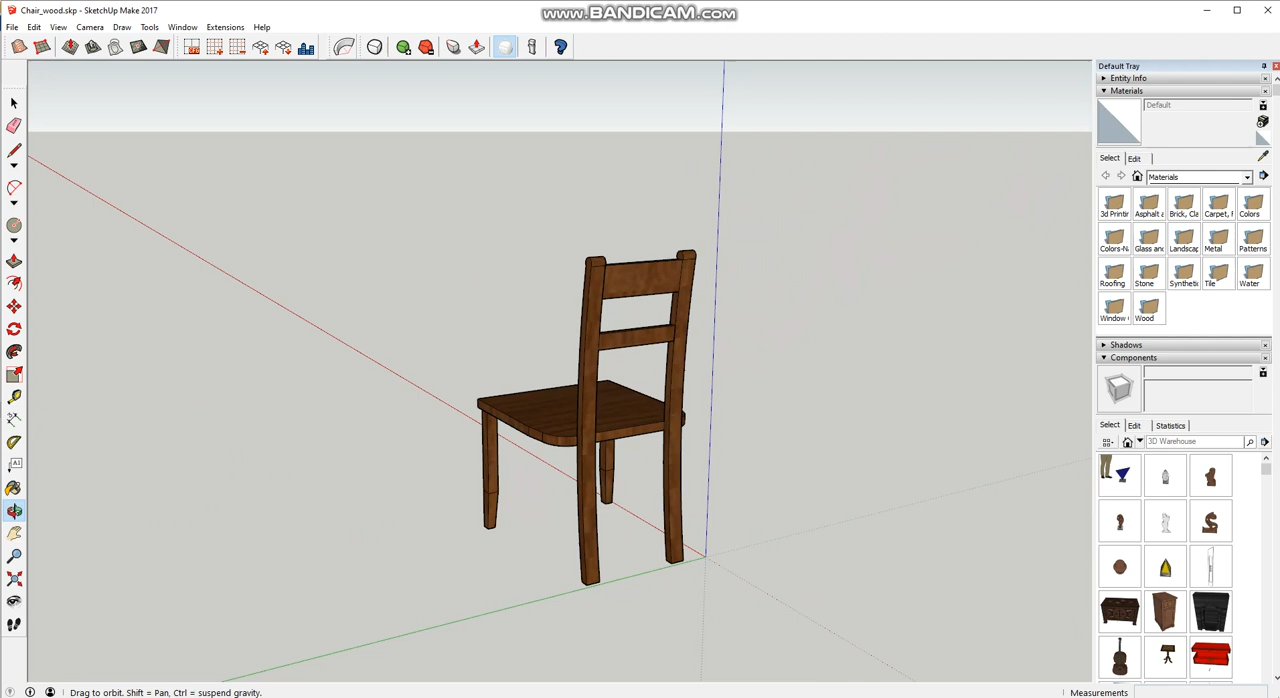 Chair_wood.skp - SketchUp Make 2017
www.BANDICAM.com
File Edit View Camera Draw Tools Window Extensions Help
Default Tray
Entity Info
Materials
Default
Select Edit
Materials
3d Printin Asphalt a Brick, Cla Carpet, F Colors
Colors-N Glass and Landscap Metal Patterns
Roofing Stone Synthetic Tile Water
Window Wood
Shadows
Components
Select Edit Statistics
3D Warehouse
Drag to orbit. Shift = Pan, Ctrl = suspend gravity.
Measurements